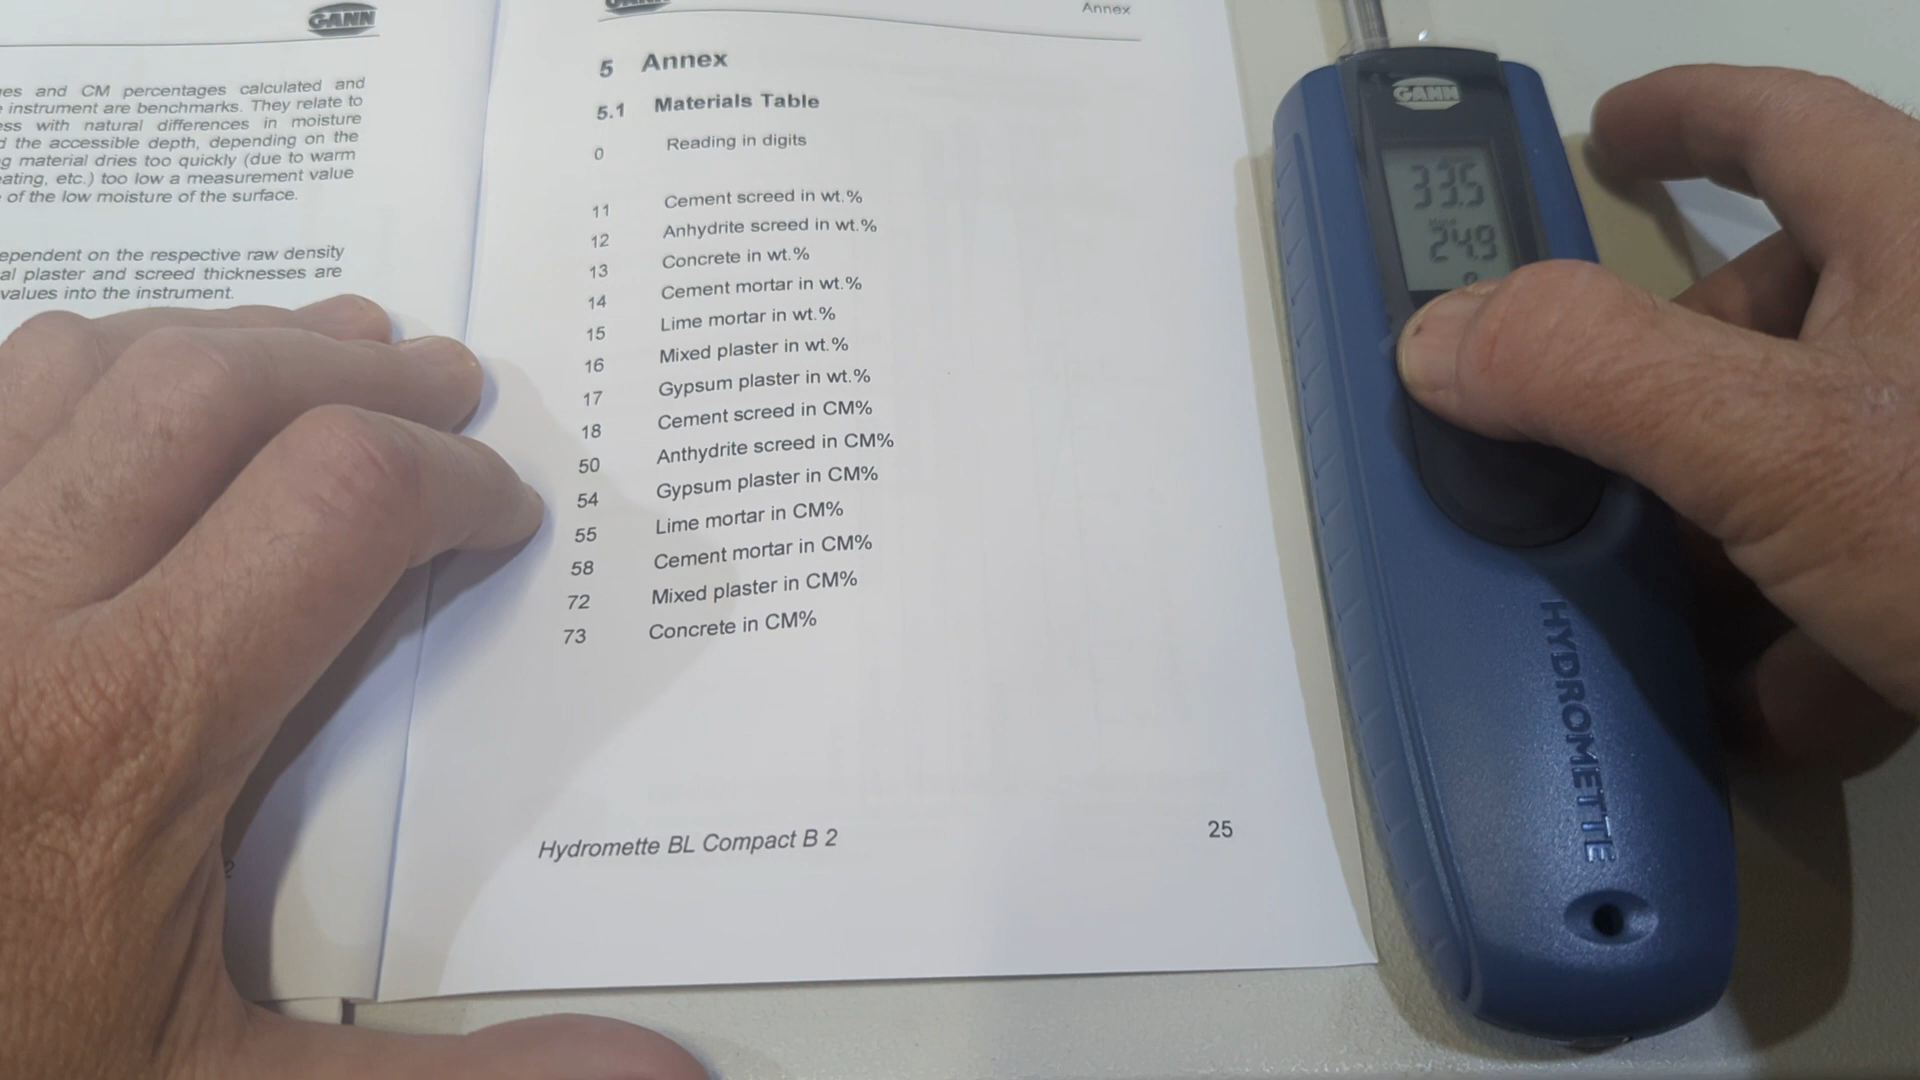 GANN
es and CM percentages calculated and
instrument are benchmarks. They relate to
ss with natural differences in moisture
the accessible depth, depending on the
g material dries too quickly (due to warm
eating, etc.) too low a measurement value
of the low moisture of the surface.
ependent on the respective raw density
al plaster and screed thicknesses are
values into the instrument.
Annex
5 Annex
5.1 Materials Table
0 Reading in digits
11 Cement screed in wt.%
12 Anhydrite screed in wt.%
13 Concrete in wt.%
14 Cement mortar in wt.%
15 Lime mortar in wt.%
16 Mixed plaster in wt.%
17 Gypsum plaster in wt.%
18 Cement screed in CM%
50 Anthydrite screed in CM%
54 Gypsum plaster in CM%
55 Lime mortar in CM%
58 Cement mortar in CM%
72 Mixed plaster in CM%
73 Concrete in CM%
Hydromette BL Compact B 2
25
GANN
33.5
24.9
HYDROMETTE